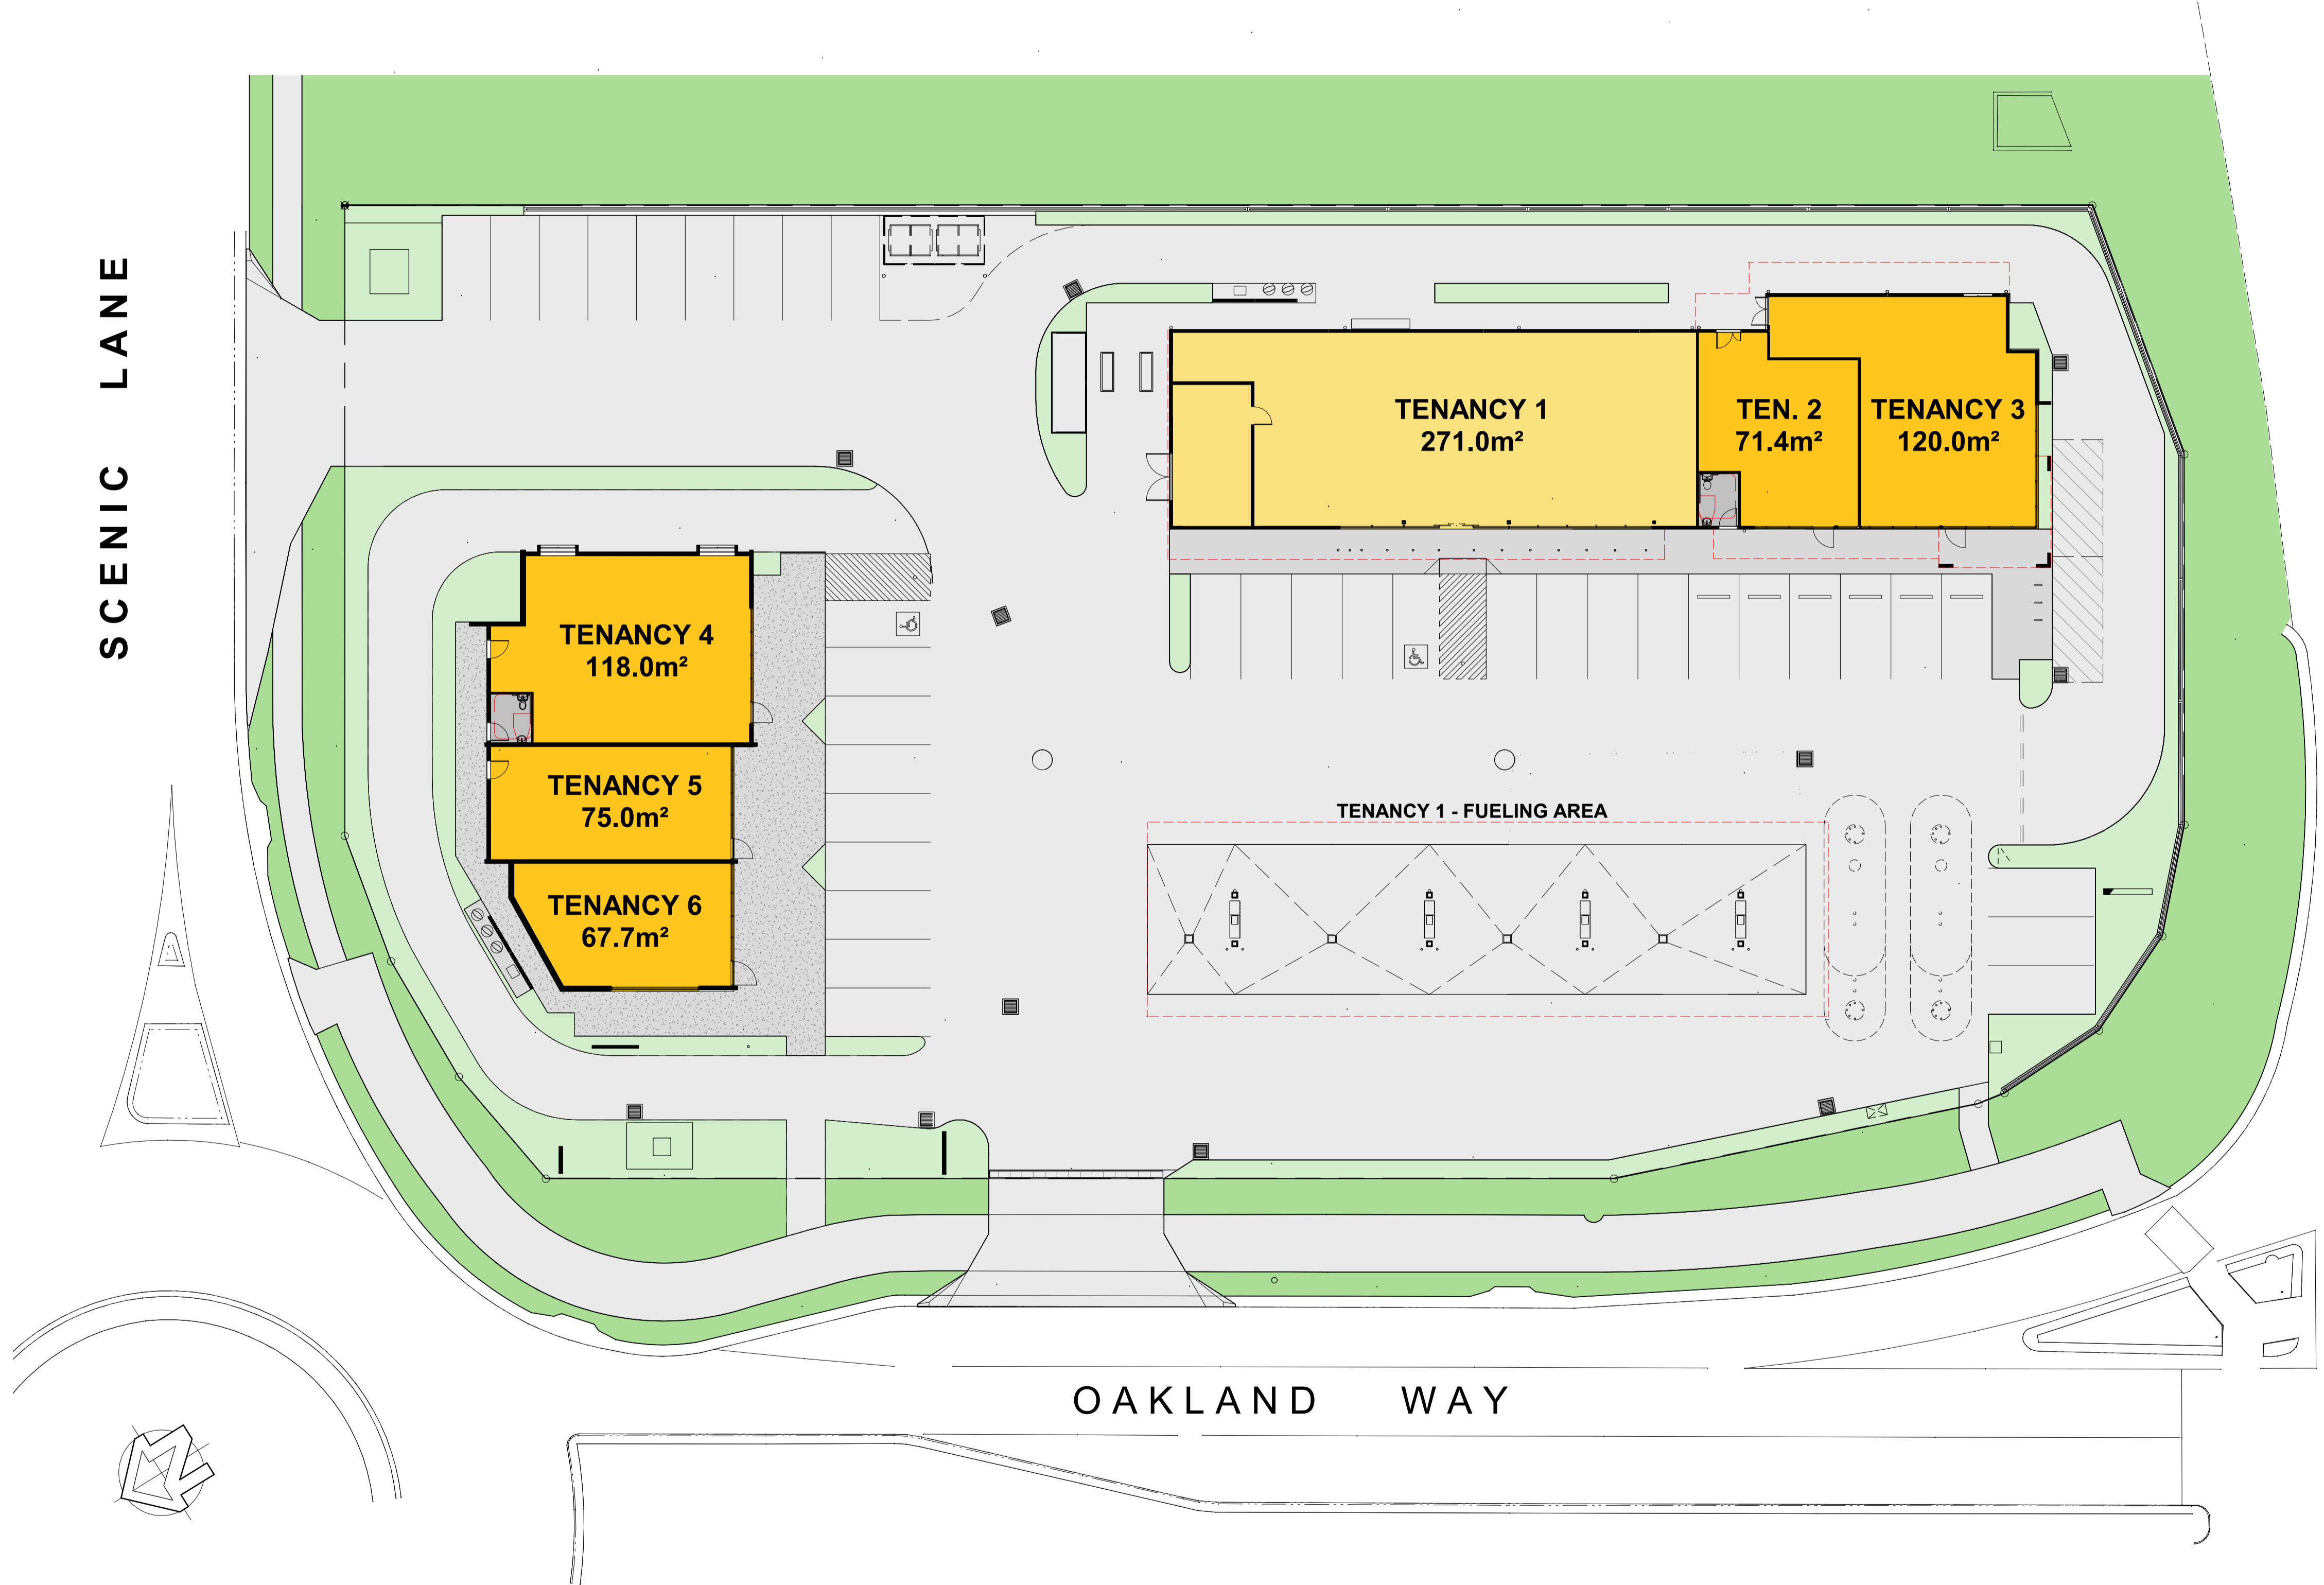 SCENIC LANE
TENANCY 1
271.0m²
TEN. 2
71.4m²
TENANCY 3
120.0m²
TENANCY 4
118.0m²
TENANCY 5
75.0m²
TENANCY 6
67.7m²
TENANCY 1 - FUELING AREA
OAKLAND WAY